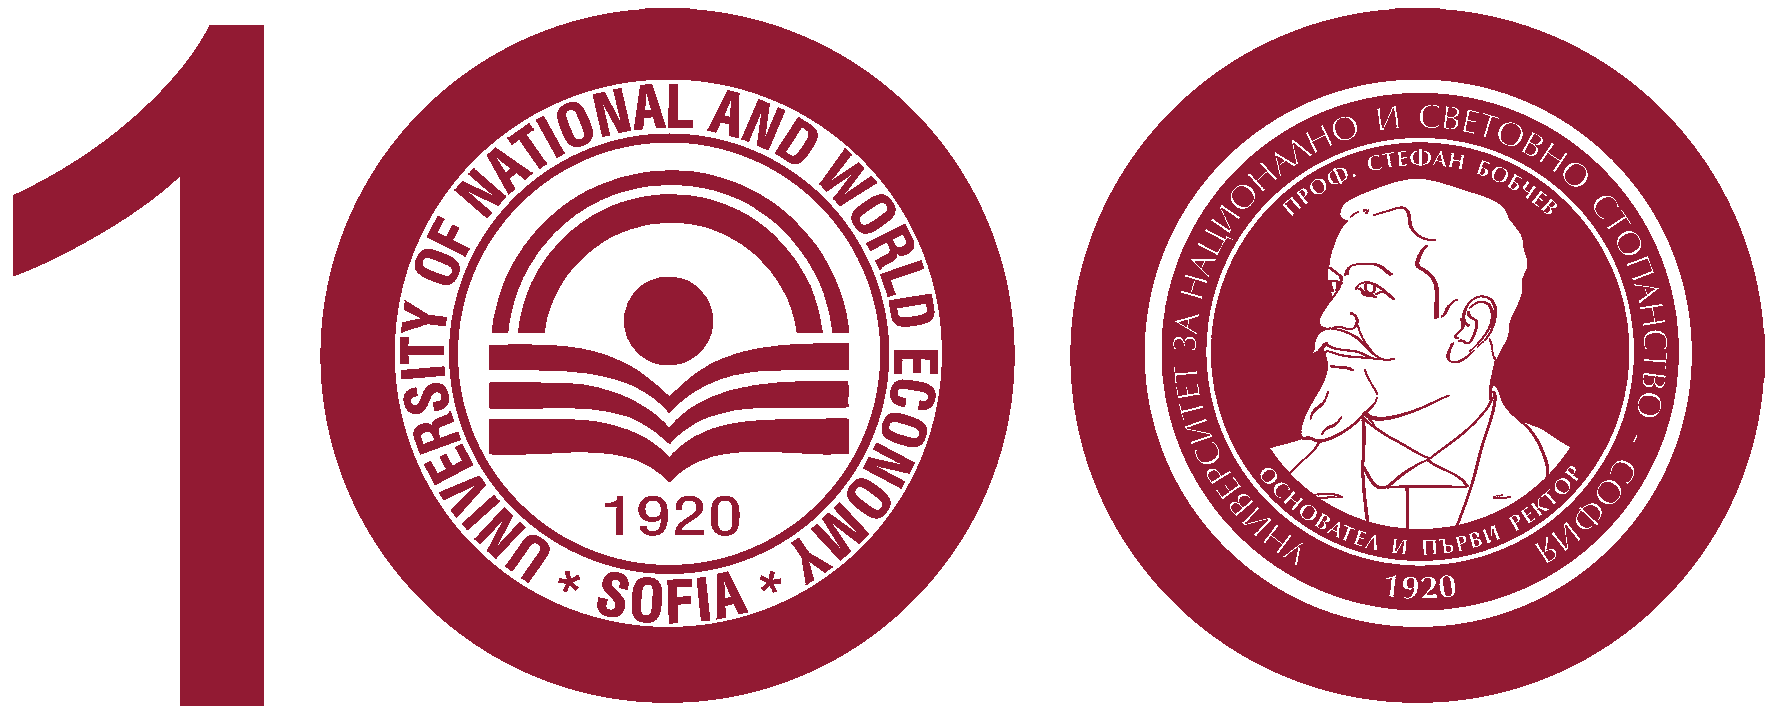 100
UNIVERSITY OF NATIONAL AND WORLD ECONOMY
* SOFIA *
1920
УНИВЕРСИТЕТ ЗА НАЦИОНАЛНО И СВЕТОВНО СТОПАНСТВО - СОФИЯ
ПРОФ. СТЕФАН БОБЧЕВ
ОСНОВАТЕЛ И ПЪРВИ РЕКТОР
1920